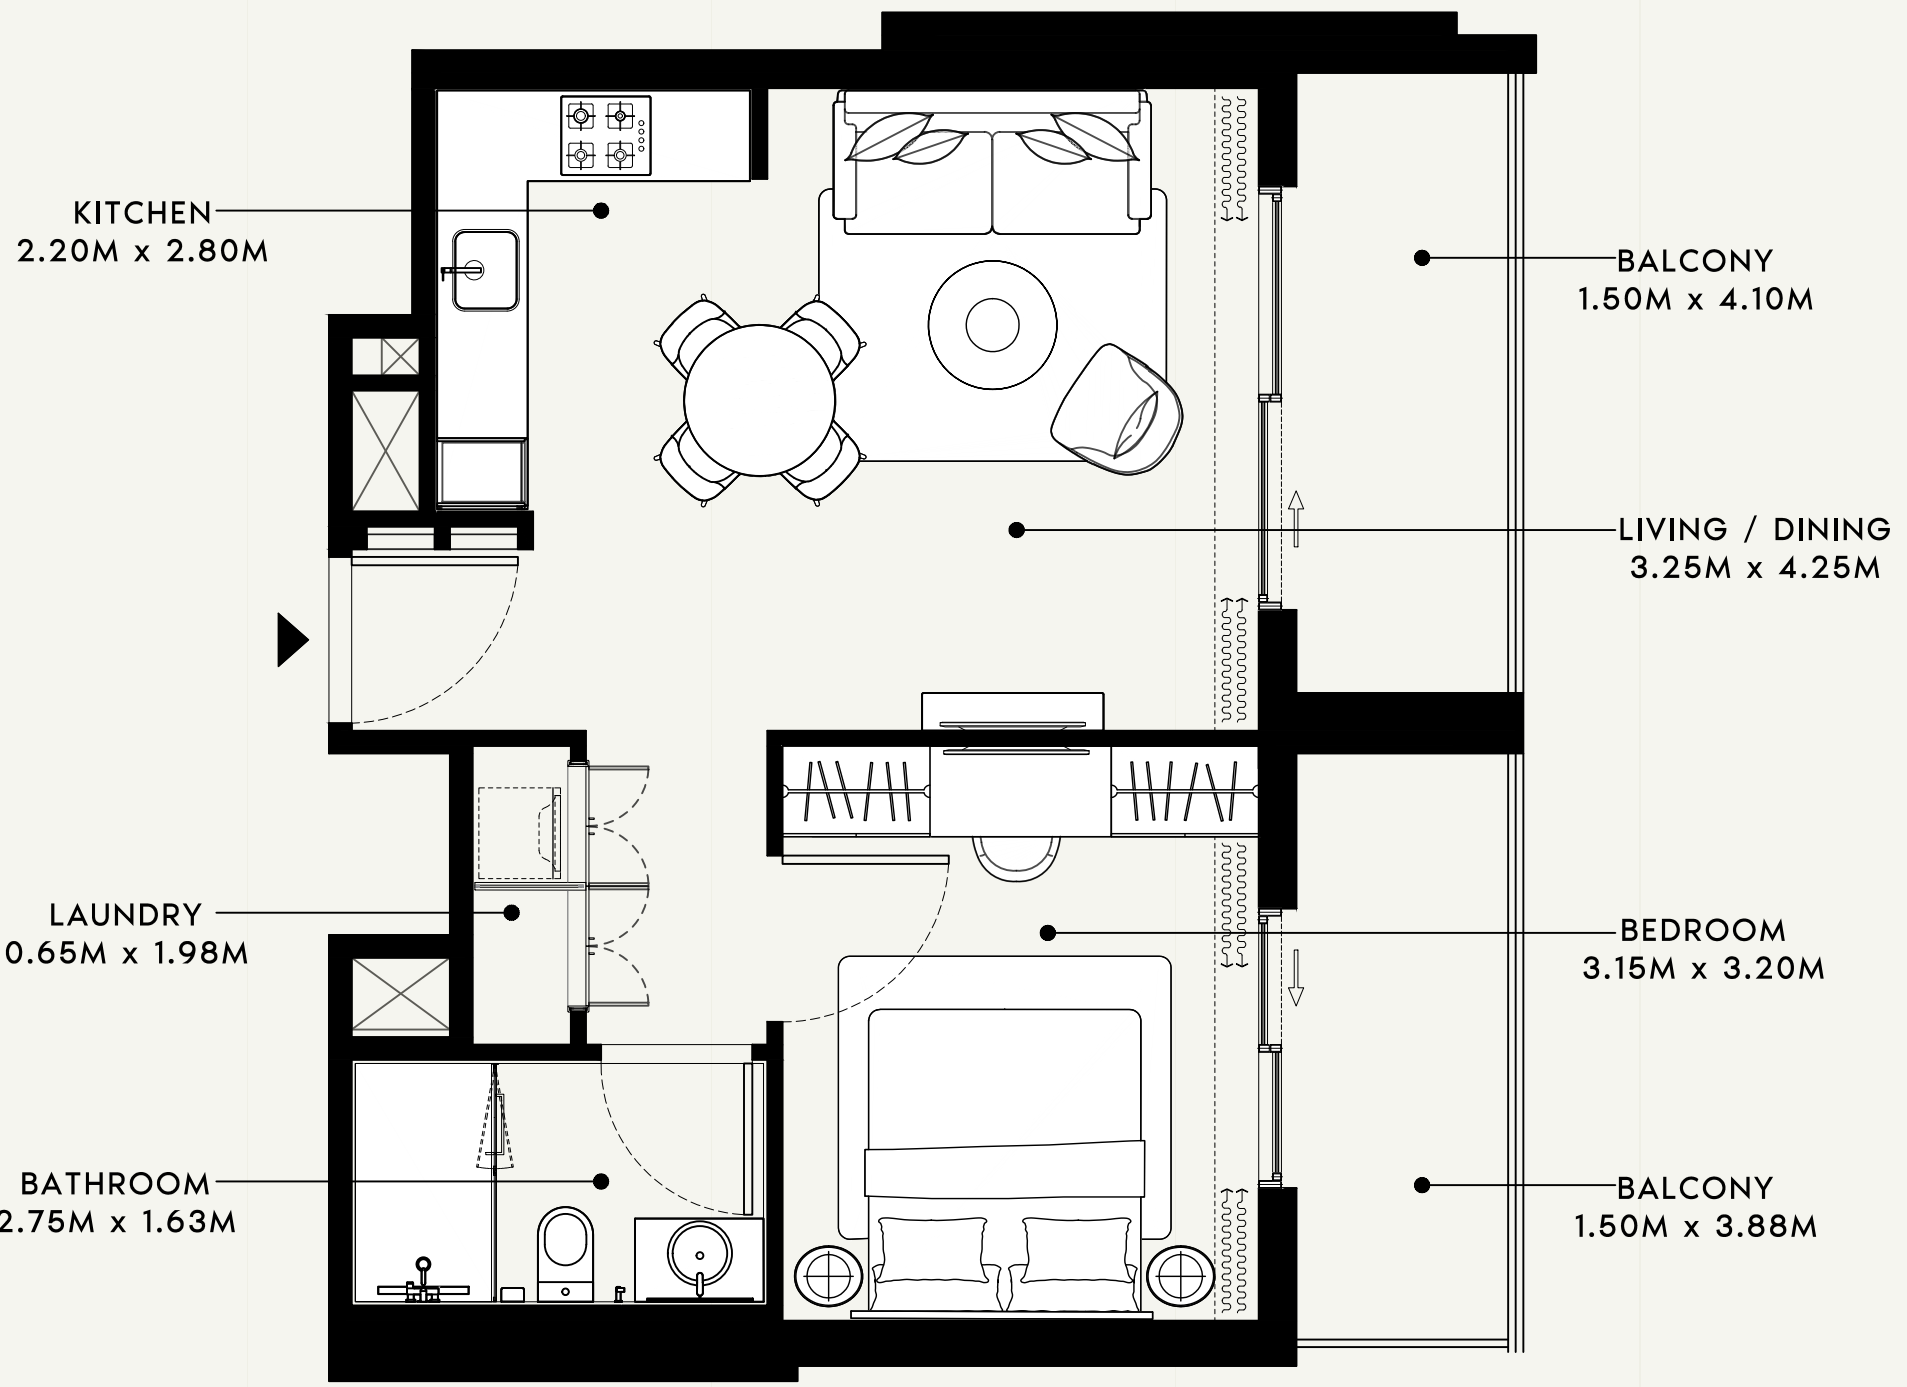 KITCHEN
2.20M x 2.80M
BALCONY
1.50M x 4.10M
LIVING / DINING
3.25M x 4.25M
LAUNDRY
0.65M x 1.98M
BEDROOM
3.15M x 3.20M
BATHROOM
2.75M x 1.63M
BALCONY
1.50M x 3.88M